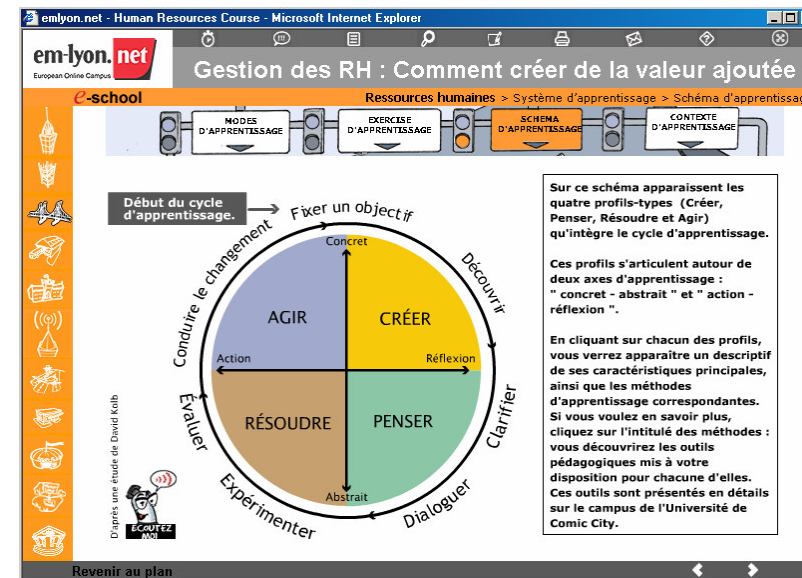 emlyon.net - Human Resources Course - Microsoft Internet Explorer
em-lyon.net
European Online Campus
Gestion des RH : Comment créer de la valeur ajoutée
e-school
Ressources humaines > Système d'apprentissage > Schéma d'apprentissag
MODES
D'APPRENTISSAGE
EXERCISE
D'APPRENTISSAGE
SCHEMA
D'APPRENTISSAGE
CONTEXTE
D'APPRENTISSAGE
Début du cycle
d'apprentissage.
Fixer un objectif
Découvrir
Clarifier
Dialoguer
Expérimenter
Évaluer
Conduire le changement
Concret
AGIR
CRÉER
Action
Réflexion
RÉSOUDRE
PENSER
Abstrait
D'après une étude de David Kolb
ECOUTEZ
MOI
Sur ce schéma apparaissent les
quatre profils-types (Créer,
Penser, Résoudre et Agir)
qu'intègre le cycle d'apprentissage.
Ces profils s'articulent autour de
deux axes d'apprentissage :
" concret - abstrait " et " action -
réflexion ".
En cliquant sur chacun des profils,
vous verrez apparaître un descriptif
de ses caractéristiques principales,
ainsi que les méthodes
d'apprentissage correspondantes.
Si vous voulez en savoir plus,
cliquez sur l'intitulé des méthodes :
vous découvrirez les outils
pédagogiques mis à votre
disposition pour chacune d'elles.
Ces outils sont présentés en détails
sur le campus de l'Université de
Comic City.
Revenir au plan